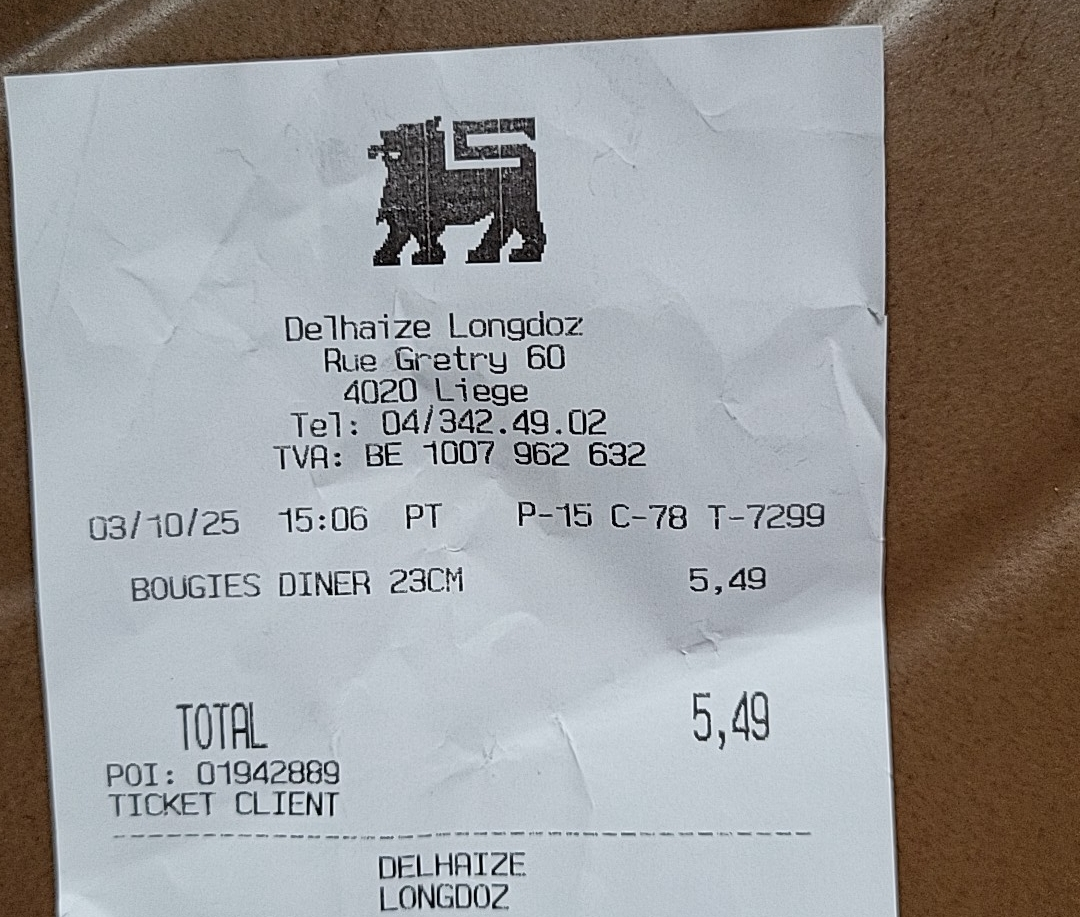 Delhaize Longdoz
Rue Gretry 60
4020 Liege
Tel: 04/342.49.02
TVA: BE 1007 962 632
03/10/25 15:06 PT P-15 C-78 T-7299
BOUGIES DINER 23CM 5,49
TOTAL 5,49
POI: 01942889
TICKET CLIENT
DELHAIZE
LONGDOZ